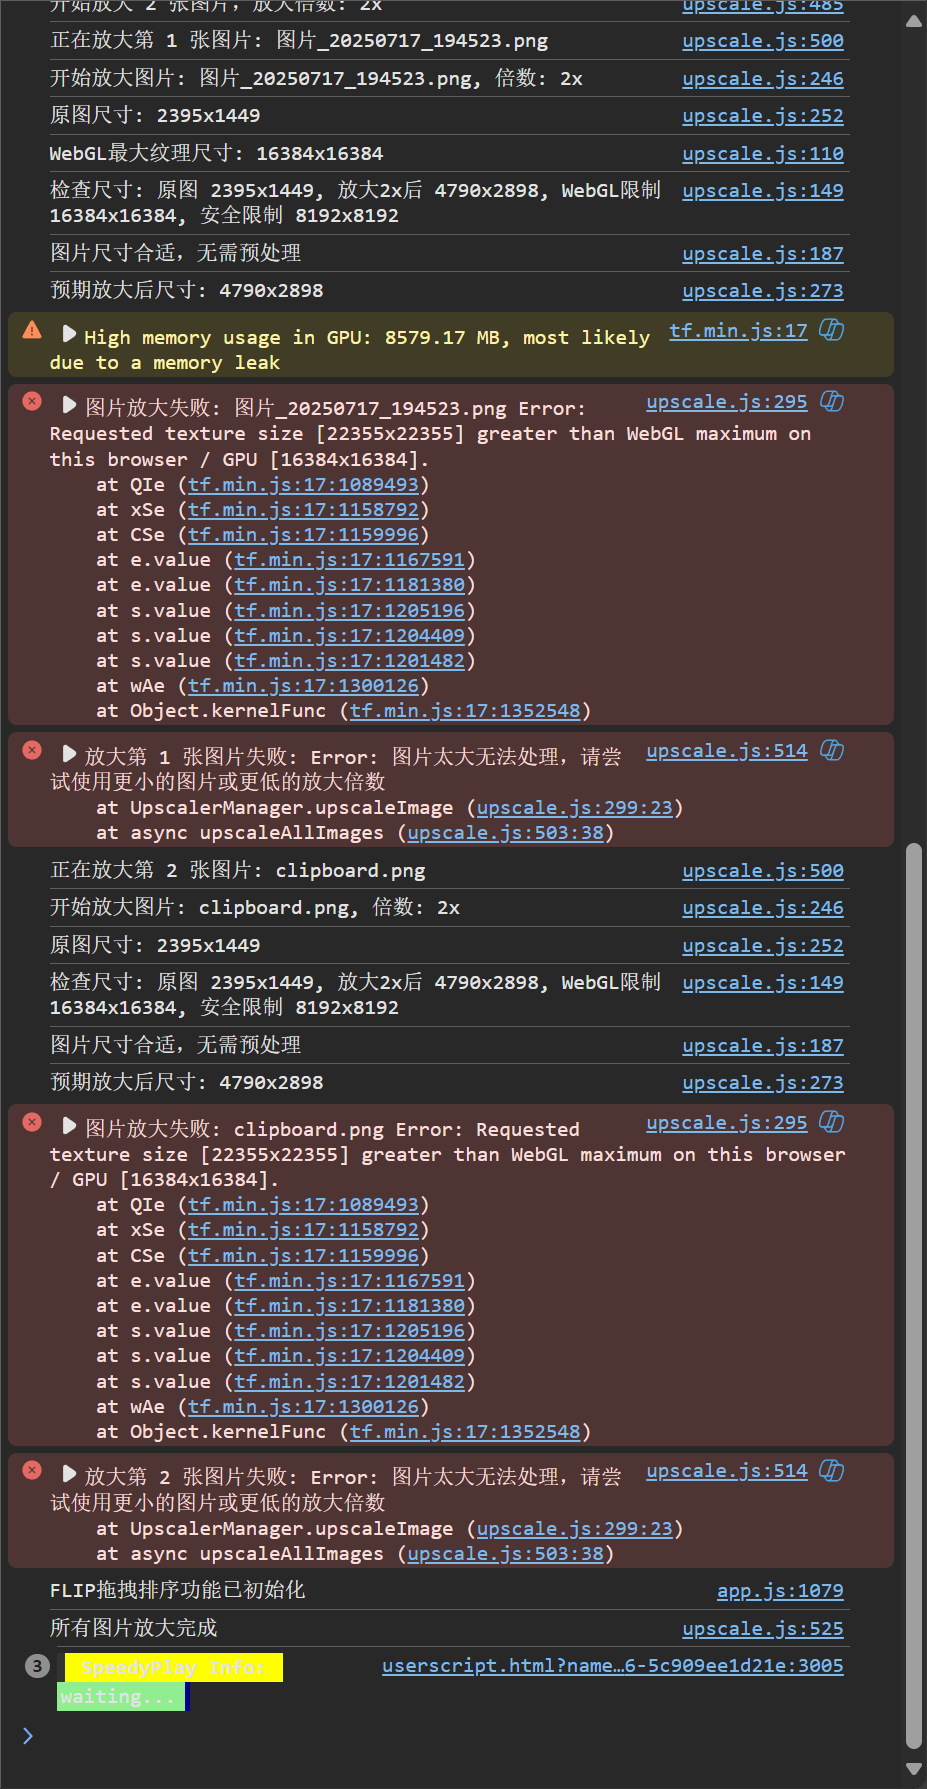 开始放大 2 张图片, 放大倍数: 2x upscale.js:485
正在放大第 1 张图片: 图片_20250717_194523.png upscale.js:500
开始放大图片: 图片_20250717_194523.png, 倍数: 2x upscale.js:246
原图尺寸: 2395x1449 upscale.js:252
WebGL最大纹理尺寸: 16384x16384 upscale.js:110
检查尺寸: 原图 2395x1449, 放大2x后 4790x2898, WebGL限制 upscale.js:149
16384x16384, 安全限制 8192x8192
图片尺寸合适，无需预处理 upscale.js:187
预期放大后尺寸: 4790x2898 upscale.js:273
High memory usage in GPU: 8579.17 MB, most likely tf.min.js:17
due to a memory leak
图片放大失败: 图片_20250717_194523.png Error: upscale.js:295
Requested texture size [22355x22355] greater than WebGL maximum on
this browser / GPU [16384x16384].
at QIe (tf.min.js:17:1089493)
at xSe (tf.min.js:17:1158792)
at CSe (tf.min.js:17:1159996)
at e.value (tf.min.js:17:1167591)
at e.value (tf.min.js:17:1181380)
at s.value (tf.min.js:17:1205196)
at s.value (tf.min.js:17:1204409)
at s.value (tf.min.js:17:1201482)
at wAe (tf.min.js:17:1300126)
at Object.kernelFunc (tf.min.js:17:1352548)
放大第 1 张图片失败: Error: 图片太大无法处理，请尝 upscale.js:514
试使用更小的图片或更低的放大倍数
at UpscalerManager.upscaleImage (upscale.js:299:23)
at async upscaleAllImages (upscale.js:503:38)
正在放大第 2 张图片: clipboard.png upscale.js:500
开始放大图片: clipboard.png, 倍数: 2x upscale.js:246
原图尺寸: 2395x1449 upscale.js:252
检查尺寸: 原图 2395x1449, 放大2x后 4790x2898, WebGL限制 upscale.js:149
16384x16384, 安全限制 8192x8192
图片尺寸合适，无需预处理 upscale.js:187
预期放大后尺寸: 4790x2898 upscale.js:273
图片放大失败: clipboard.png Error: Requested upscale.js:295
texture size [22355x22355] greater than WebGL maximum on this browser
/ GPU [16384x16384].
at QIe (tf.min.js:17:1089493)
at xSe (tf.min.js:17:1158792)
at CSe (tf.min.js:17:1159996)
at e.value (tf.min.js:17:1167591)
at e.value (tf.min.js:17:1181380)
at s.value (tf.min.js:17:1205196)
at s.value (tf.min.js:17:1204409)
at s.value (tf.min.js:17:1201482)
at wAe (tf.min.js:17:1300126)
at Object.kernelFunc (tf.min.js:17:1352548)
放大第 2 张图片失败: Error: 图片太大无法处理，请尝 upscale.js:514
试使用更小的图片或更低的放大倍数
at UpscalerManager.upscaleImage (upscale.js:299:23)
at async upscaleAllImages (upscale.js:503:38)
FLIP拖拽排序功能已初始化 app.js:1079
所有图片放大完成 upscale.js:525
3 SpeedyPlay Info: userscript.html?name…6-5c909ee1d21e:3005
waiting...